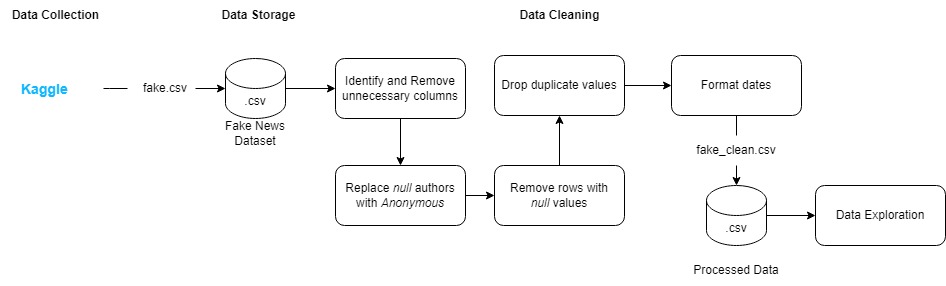 Data Collection
Data Storage
Data Cleaning
Kaggle
fake.csv
.csv
Fake News
Dataset
Identify and Remove
unnecessary columns
Replace null authors
with Anonymous
Remove rows with
null values
Drop duplicate values
Format dates
fake_clean.csv
.csv
Processed Data
Data Exploration